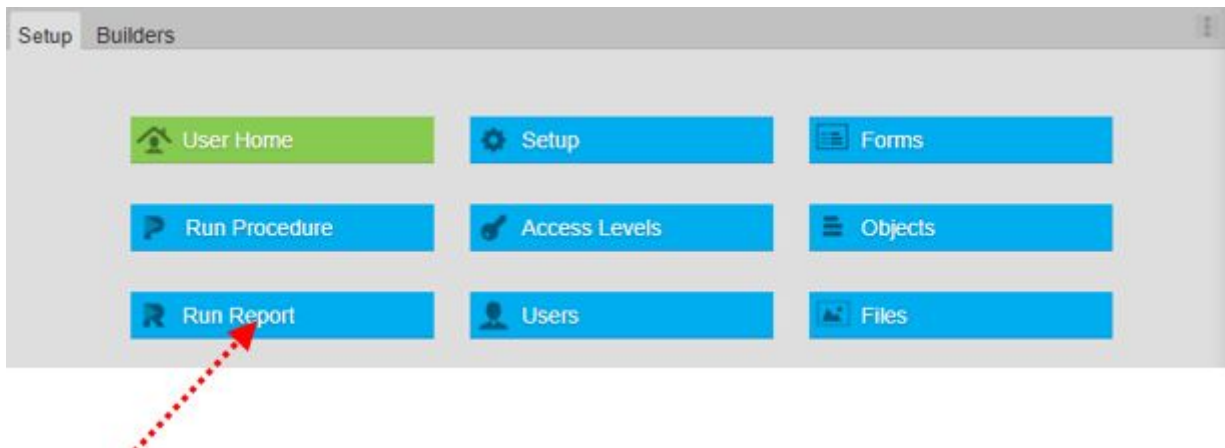 Setup Builders
User Home Setup Forms
Run Procedure Access Levels Objects
Run Report Users Files